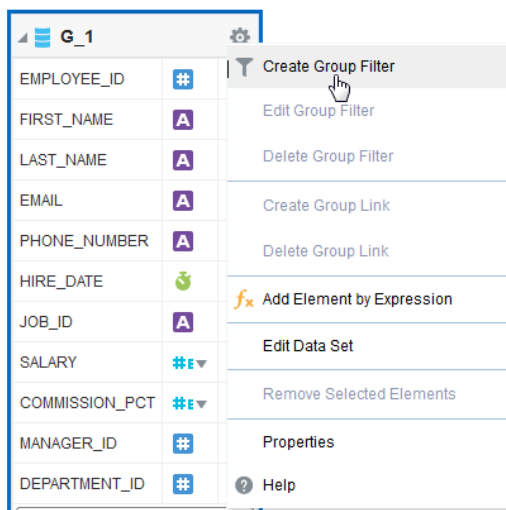 G_1
EMPLOYEE_ID
FIRST_NAME
LAST_NAME
EMAIL
PHONE_NUMBER
HIRE_DATE
JOB_ID
SALARY
COMMISSION_PCT
MANAGER_ID
DEPARTMENT_ID
#
A
A
A
A
A
#E
#E
#
#
Create Group Filter
Edit Group Filter
Delete Group Filter
Create Group Link
Delete Group Link
fx Add Element by Expression
Edit Data Set
Remove Selected Elements
Properties
? Help